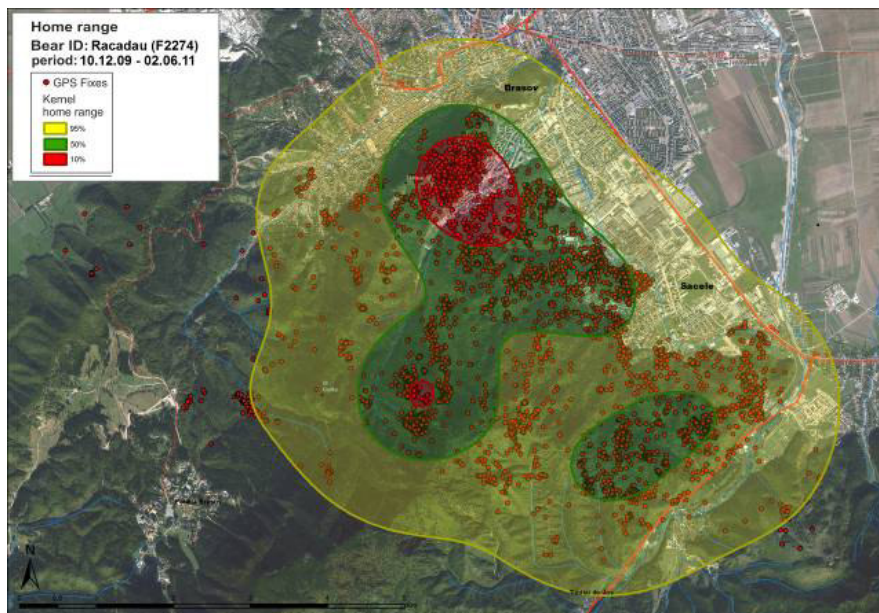 Home range
Bear ID: Racadau (F2274)
period: 10.12.09 - 02.06.11
GPS Fixes
Kernel
home range
95%
50%
10%
Brasov
Sacele
N